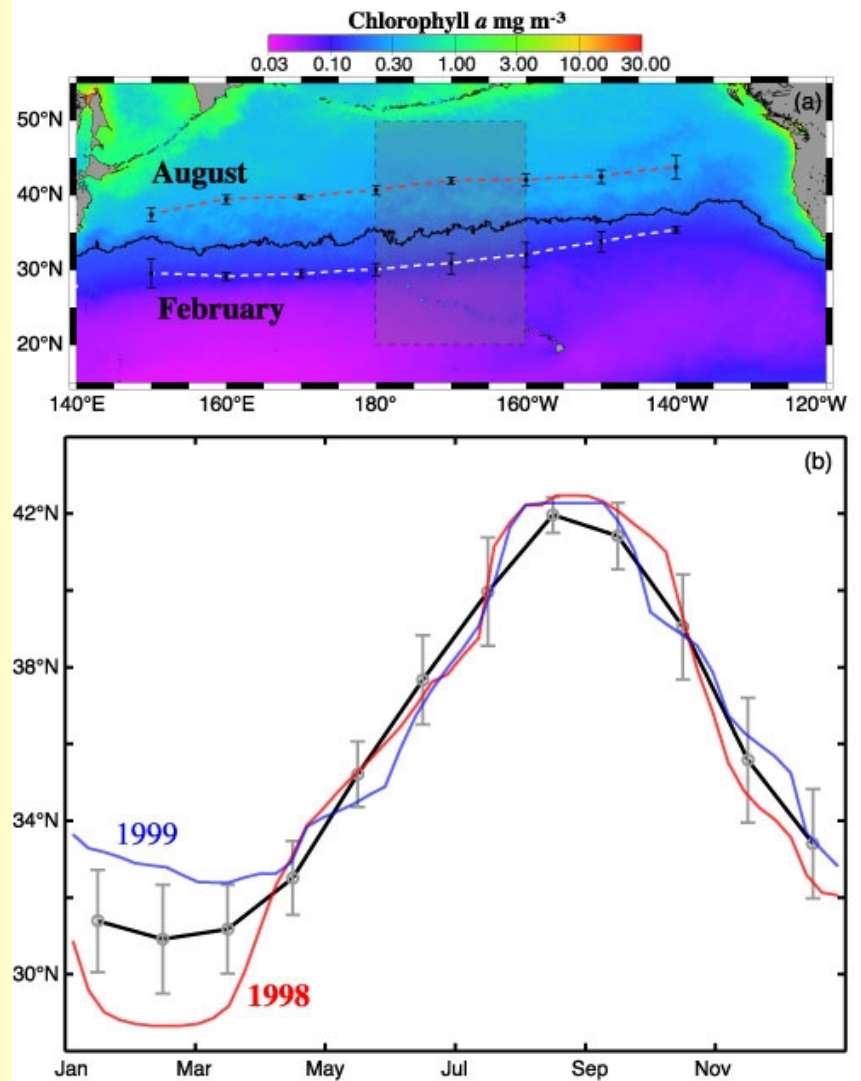 Chlorophyll a mg m-3
0.03 0.10 0.30 1.00 3.00 10.00 30.00
(a)
50°N
August
40°N
30°N
February
20°N
140°E 160°E 180° 160°W 140°W 120°W
(b)
42°N
38°N
34°N
1999
30°N
1998
Jan Mar May Jul Sep Nov